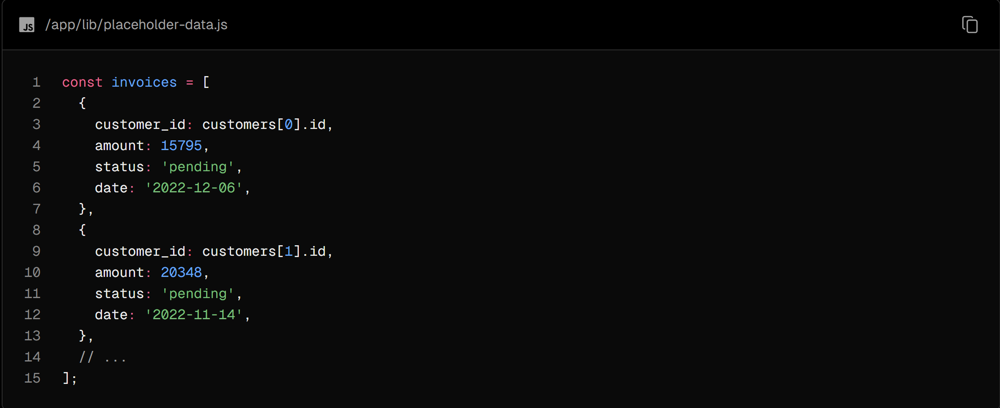 JS /app/lib/placeholder-data.js
1 const invoices = [
2   {
3     customer_id: customers[0].id,
4     amount: 15795,
5     status: 'pending',
6     date: '2022-12-06',
7   },
8   {
9     customer_id: customers[1].id,
10     amount: 20348,
11     status: 'pending',
12     date: '2022-11-14',
13   },
14   // ...
15 ];